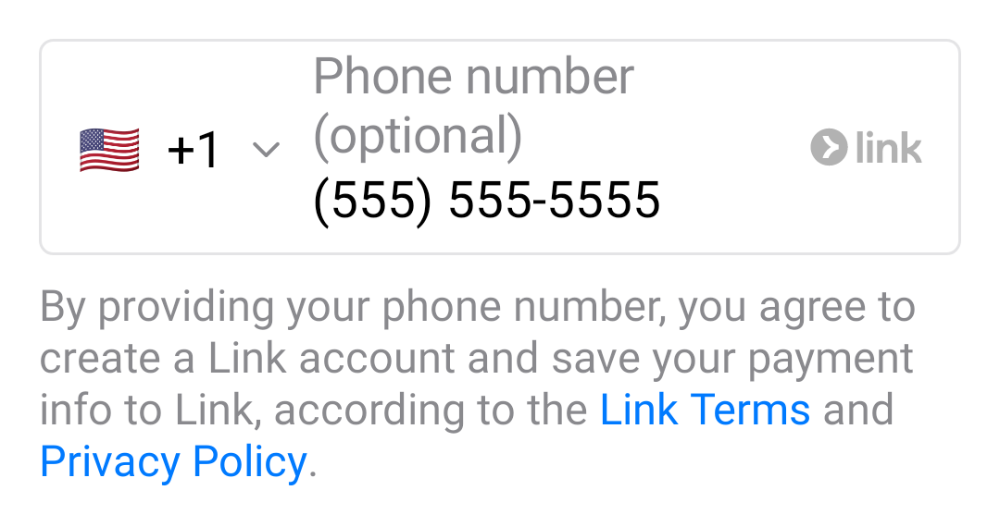 Phone number
(optional)
+1
(555) 555-5555
link
By providing your phone number, you agree to
create a Link account and save your payment
info to Link, according to the Link Terms and
Privacy Policy.